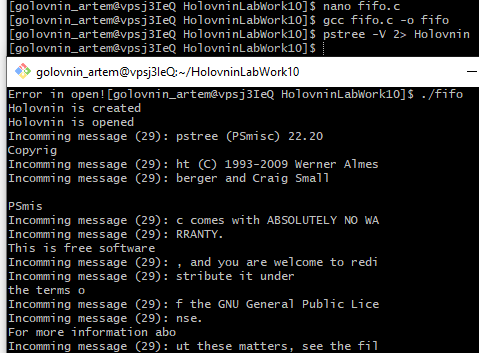 [golovnin_artem@vpsj3IeQ HolovninLabWork10]$ nano fifo.c
[golovnin_artem@vpsj3IeQ HolovninLabWork10]$ gcc fifo.c -o fifo
[golovnin_artem@vpsj3IeQ HolovninLabWork10]$ pstree -V 2> Holovnin
[golovnin_artem@vpsj3IeQ HolovninLabWork10]$
golovnin_artem@vpsj3IeQ:~/HolovninLabWork10
Error in open![golovnin_artem@vpsj3IeQ HolovninLabWork10]$ ./fifo
Holovnin is created
Holovnin is opened
Incomming message (29): pstree (PSmisc) 22.20
Copyrig
Incomming message (29): ht (C) 1993-2009 Werner Almes
Incomming message (29): berger and Craig Small
PSmis
Incomming message (29): c comes with ABSOLUTELY NO WA
Incomming message (29): RRANTY.
This is free software
Incomming message (29): , and you are welcome to redi
Incomming message (29): stribute it under
the terms o
Incomming message (29): f the GNU General Public Lice
Incomming message (29): nse.
For more information abo
Incomming message (29): ut these matters, see the fil